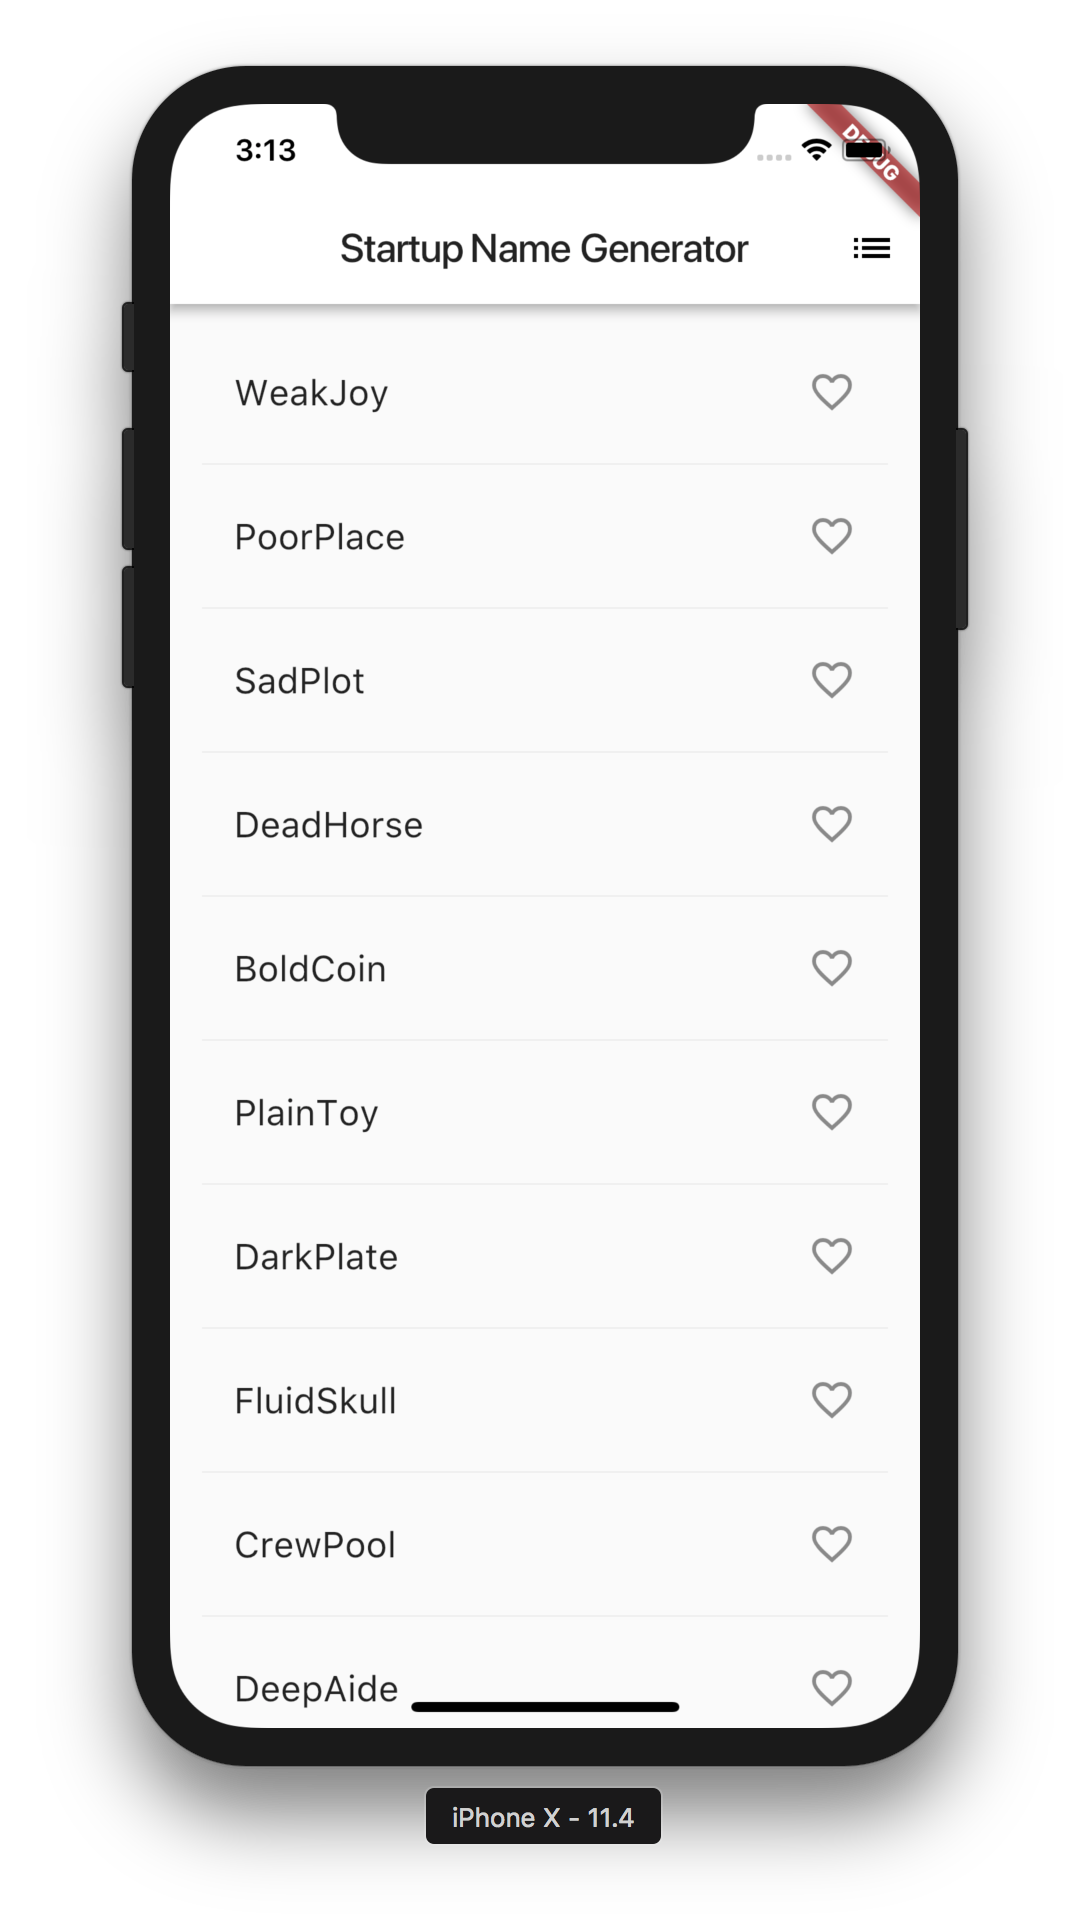 3:13
DEBUG
Startup Name Generator
WeakJoy
PoorPlace
SadPlot
DeadHorse
BoldCoin
PlainToy
DarkPlate
FluidSkull
CrewPool
DeepAide
iPhone X - 11.4